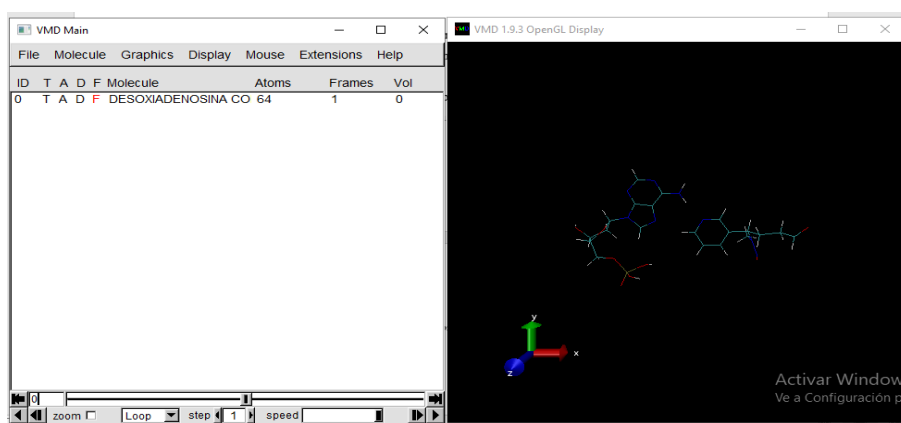 VMD Main
File Molecule Graphics Display Mouse Extensions Help
ID T A D F Molecule Atoms Frames Vol
0 T A D F DESOXIADENOSINA CO 64 1 0
0
zoom Loop step 1 speed
VMD 1.9.3 OpenGL Display
y
x
z
Activar Window
Ve a Configuración p